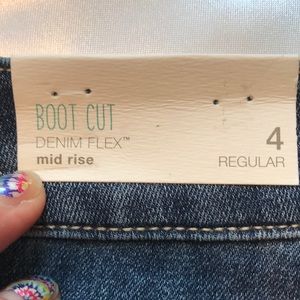 BOOT CUT
DENIM FLEX™
mid rise
4
REGULAR